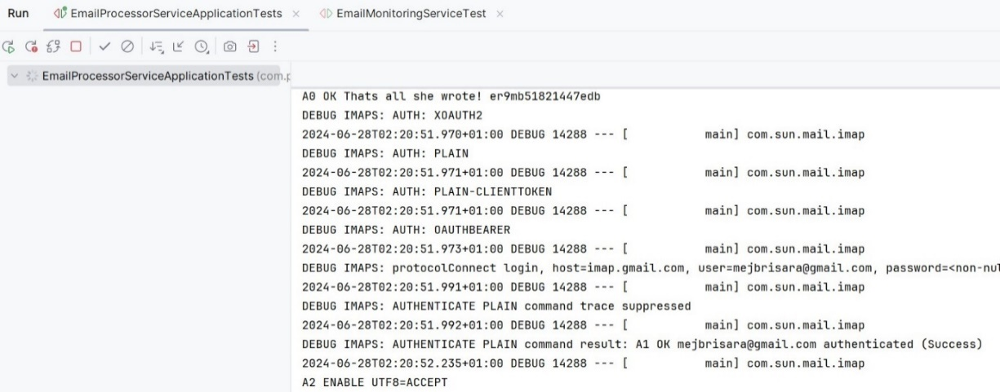 Run EmailProcessorServiceApplicationTests × EmailMonitoringServiceTest ×
EmailProcessorServiceApplicationTests (com.p
A0 OK Thats all she wrote! er9mb51821447edb
DEBUG IMAPS: AUTH: XOAUTH2
2024-06-28T02:20:51.970+01:00 DEBUG 14288 --- [           main] com.sun.mail.imap
DEBUG IMAPS: AUTH: PLAIN
2024-06-28T02:20:51.971+01:00 DEBUG 14288 --- [           main] com.sun.mail.imap
DEBUG IMAPS: AUTH: PLAIN-CLIENTTOKEN
2024-06-28T02:20:51.971+01:00 DEBUG 14288 --- [           main] com.sun.mail.imap
DEBUG IMAPS: AUTH: OAUTHBEARER
2024-06-28T02:20:51.973+01:00 DEBUG 14288 --- [           main] com.sun.mail.imap
DEBUG IMAPS: protocolConnect login, host=imap.gmail.com, user=mejbrisara@gmail.com, password=<non-nul
2024-06-28T02:20:51.991+01:00 DEBUG 14288 --- [           main] com.sun.mail.imap
DEBUG IMAPS: AUTHENTICATE PLAIN command trace suppressed
2024-06-28T02:20:51.992+01:00 DEBUG 14288 --- [           main] com.sun.mail.imap
DEBUG IMAPS: AUTHENTICATE PLAIN command result: A1 OK mejbrisara@gmail.com authenticated (Success)
2024-06-28T02:20:52.235+01:00 DEBUG 14288 --- [           main] com.sun.mail.imap
A2 ENABLE UTF8=ACCEPT